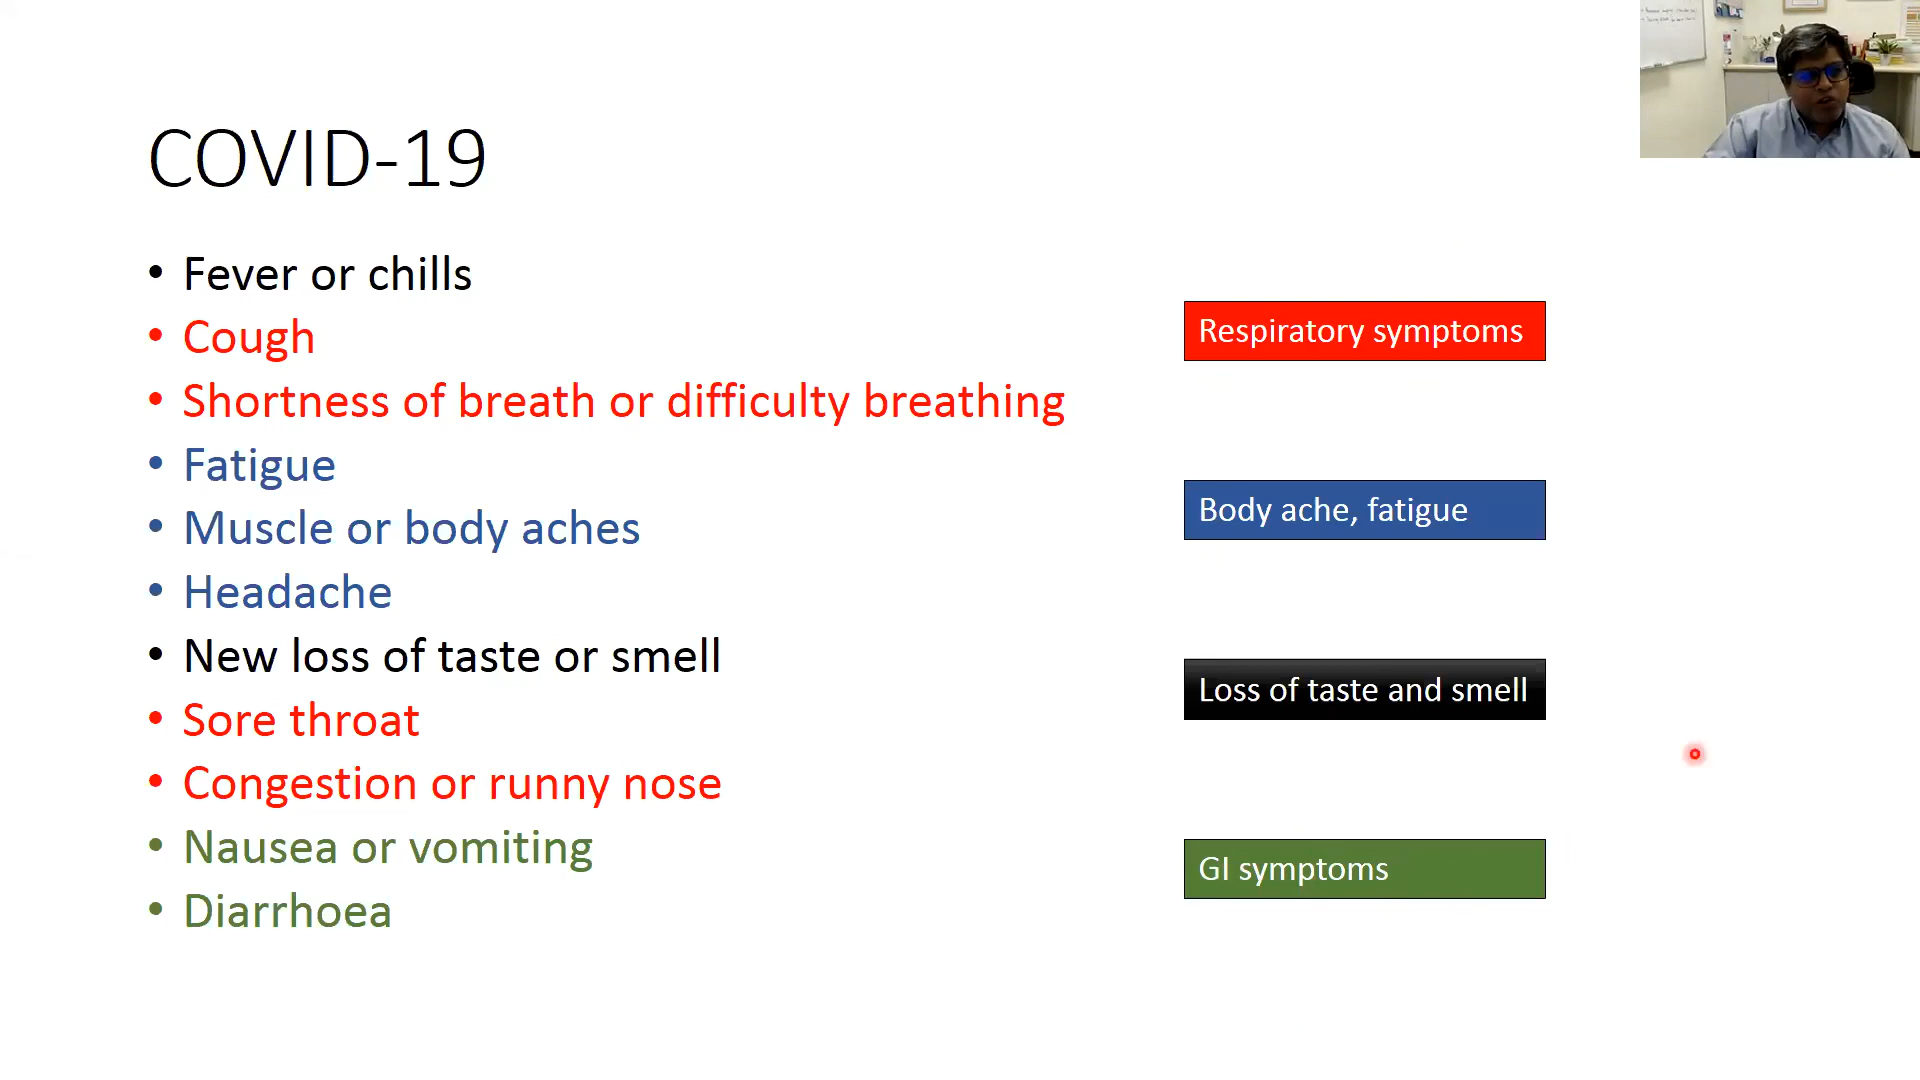 COVID-19
• Fever or chills
• Cough
• Shortness of breath or difficulty breathing
• Fatigue
• Muscle or body aches
• Headache
• New loss of taste or smell
• Sore throat
• Congestion or runny nose
• Nausea or vomiting
• Diarrhoea
Respiratory symptoms
Body ache, fatigue
Loss of taste and smell
GI symptoms